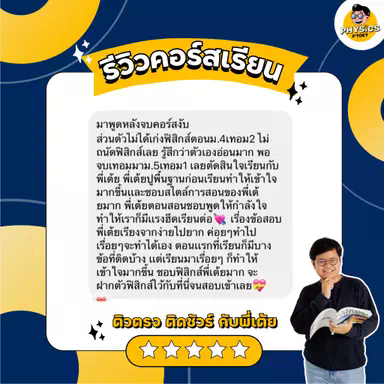 PHYS.CS
P'TOEY
รีวิวคอร์สเรียน
มาพูดหลังจบคอร์สงับ
ส่วนตัวไม่ได้เก่งฟิสิกส์ตอนม.4เทอม2 ไม่
ถนัดฟิสิกส์เลย รู้สึกว่าตัวเองอ่อนมาก พอ
จบเทอมมาม.5เทอม1 เลยตัดสินใจเรียนกับ
พี่เต้ย พี่เต้ยปูพื้นฐานก่อนเรียนทำให้เข้าใจ
มากขึ้นและชอบสไตล์การสอนของพี่เต้
ยมาก พี่เต้ยตอนสอนชอบพูดให้กำลังใจ
ทำให้เราก็มีแรงฮึดเรียนต่อ💘 เรื่องข้อสอบ
พี่เต้ยเรียงจากง่ายไปยาก ค่อยๆทำไป
เรื่อยๆจะทำได้เอง ตอนแรกที่เรียนก็มีบาง
ข้อที่ติดบ้าง แต่เรียนมาเรื่อยๆ ก็ทำให้
เข้าใจมากขึ้น ชอบฟิสิกส์พี่เต้ยมาก จะ
ฝากตัวฟิสิกส์ไว้กับที่นี่จนสอบเข้าเลย💝
ติวตรง ติดชัวร์ กับพี่เต้ย